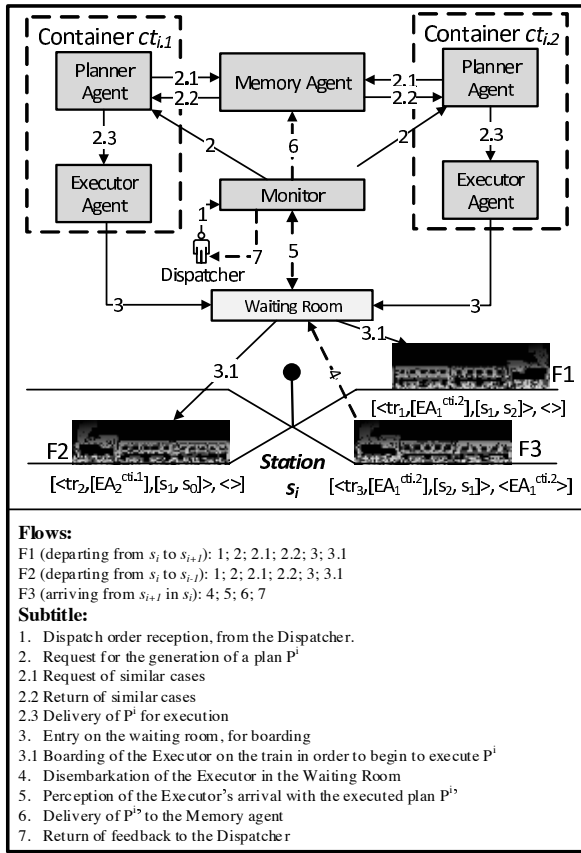 Container ct_i.1
Container ct_i.2
Planner Agent
2.1
2.2
Memory Agent
2.1
2.2
Planner Agent
2.3
2
6
2
2.3
Executor Agent
Monitor
Executor Agent
1
7
5
Dispatcher
3
Waiting Room
3
3.1
3.1
4
F1
[<tr1,[EA1^cti.2],[s1, s2]>, <>]
F2
Station si
F3
[<tr2,[EA2^cti.1],[s1, s0]>, <>]
[<tr3,[EA1^cti.2],[s2, s1]>, <EA1^cti.2>]
Flows:
F1 (departing from si to si+1): 1; 2; 2.1; 2.2; 3; 3.1
F2 (departing from si to si-1): 1; 2; 2.1; 2.2; 3; 3.1
F3 (arriving from si+1 in si): 4; 5; 6; 7
Subtitle:
1. Dispatch order reception, from the Dispatcher.
2. Request for the generation of a plan P^i
2.1 Request of similar cases
2.2 Return of similar cases
2.3 Delivery of P^i for execution
3. Entry on the waiting room, for boarding
3.1 Boarding of the Executor on the train in order to begin to execute P^i
4. Disembarkation of the Executor in the Waiting Room
5. Perception of the Executor's arrival with the executed plan P^i'
6. Delivery of P^i' to the Memory agent
7. Return of feedback to the Dispatcher